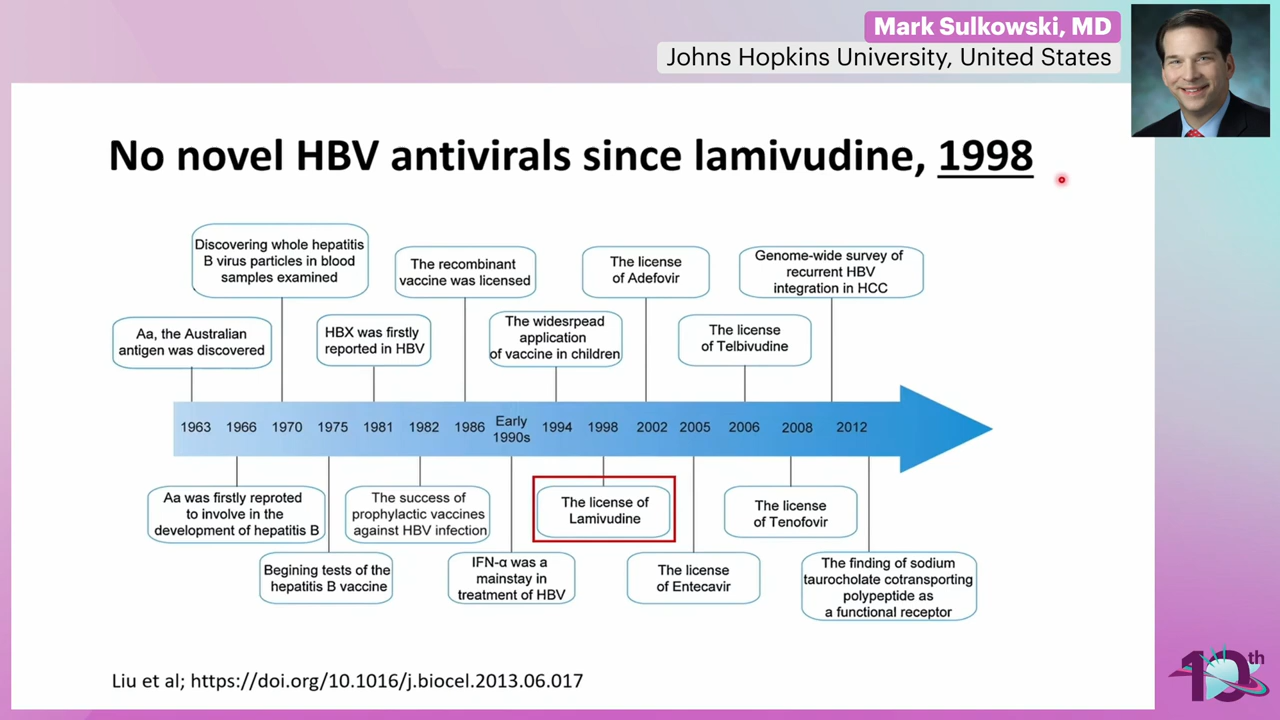 Mark Sulkowski, MD
Johns Hopkins University, United States
No novel HBV antivirals since lamivudine, 1998
Discovering whole hepatitis
B virus particles in blood
samples examined
The recombinant
vaccine was licensed
The license
of Adefovir
Genome-wide survey of
recurrent HBV
integration in HCC
Aa, the Australian
antigen was discovered
HBX was firstly
reported in HBV
The widesrpead
application
of vaccine in children
The license
of Telbivudine
1963 1966 1970 1975 1981 1982 1986 Early 1990s 1994 1998 2002 2005 2006 2008 2012
Aa was firstly reproted
to involve in the
development of hepatitis B
The success of
prophylactic vaccines
against HBV infection
The license of
Lamivudine
The license
of Tenofovir
Begining tests of the
hepatitis B vaccine
IFN-α was a
mainstay in
treatment of HBV
The license
of Entecavir
The finding of sodium
taurocholate cotransporting
polypeptide as
a functional receptor
Liu et al; https://doi.org/10.1016/j.biocel.2013.06.017
10th